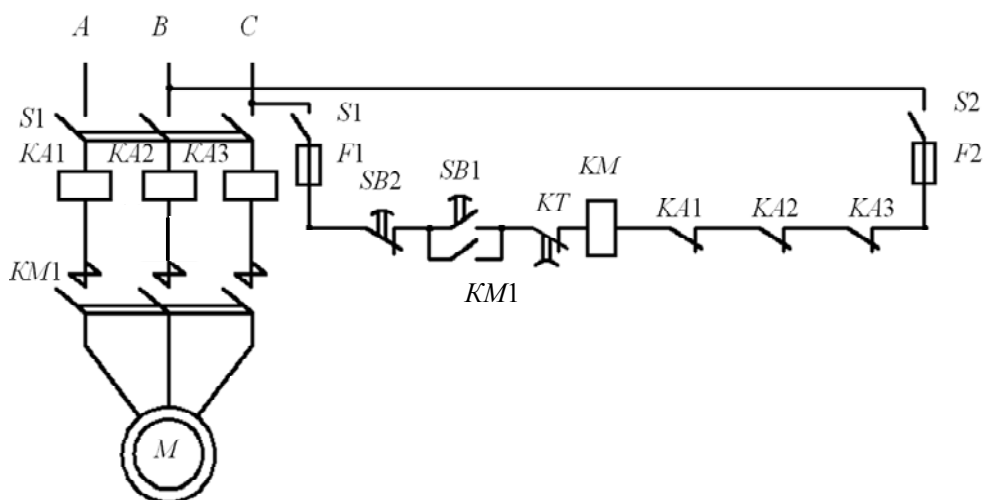 A B C
S1 S1 S2
KA1 KA2 KA3 F1 F2
SB2 SB1 KT KM KA1 KA2 KA3
KM1
KM1
M